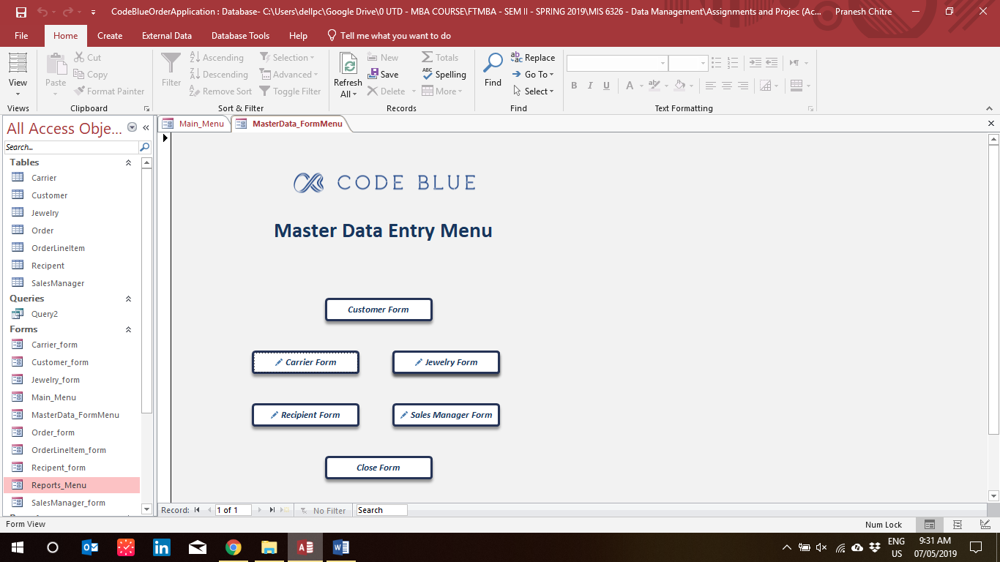 CodeBlueOrderApplication : Database- C:\Users\dellpc\Google Drive\0 UTD - MBA COURSE\FTMBA - SEM II - SPRING 2019\MIS 6326 - Data Management\Assignments and Projec (Ac...
Pranesh Chitre
File Home Create External Data Database Tools Help Tell me what you want to do
View
Views
Paste
Cut
Copy
Format Painter
Clipboard
Filter
Ascending
Descending
Remove Sort
Selection
Advanced
Toggle Filter
Sort & Filter
Refresh
All
New
Save
Delete
Totals
Spelling
More
Records
Find
Replace
Go To
Select
Find
B I U A
Text Formatting
All Access Obje...
Search...
Tables
Carrier
Customer
Jewelry
Order
OrderLineItem
Recipent
SalesManager
Queries
Query2
Forms
Carrier_form
Customer_form
Jewelry_form
Main_Menu
MasterData_FormMenu
Order_form
OrderLineItem_form
Recipent_form
Reports_Menu
SalesManager_form
Main_Menu
MasterData_FormMenu
CODE BLUE
Master Data Entry Menu
Customer Form
Carrier Form
Jewelry Form
Recipient Form
Sales Manager Form
Close Form
Record: 1 of 1 No Filter Search
Form View
Num Lock
ENG
US
9:31 AM
07/05/2019